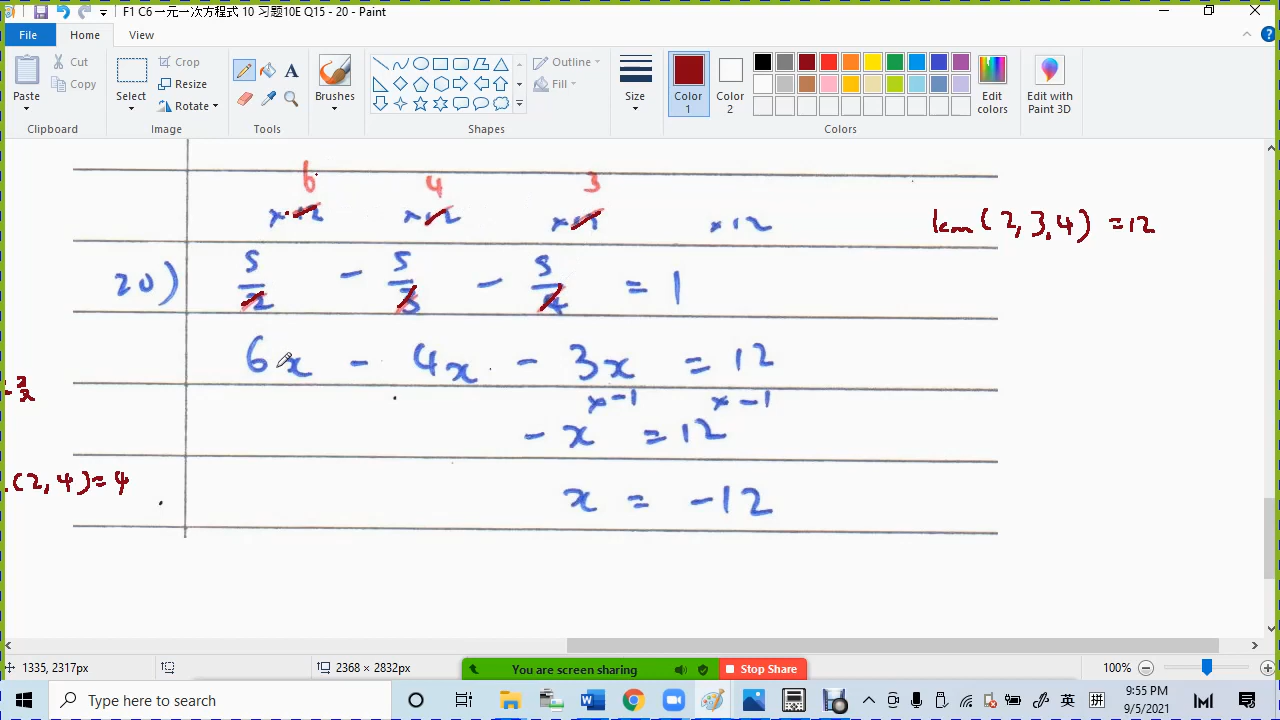 F1 C6 一元一次方程式 10 习题10E Q15 - 20 - Paint
File Home View
Paste Cut Copy Select Crop Resize Rotate A Brushes Outline Fill Size Color 1 Color 2 Edit colors Edit with Paint 3D
Clipboard Image Tools Shapes Colors
6 4 3
×12 ×12 ×12 ×12 lcm (2,3,4) =12
20) s/2 - s/3 - s/4 = 1
6x - 4x - 3x = 12
×-1 ×-1
- x = 12
(2,4)=4
x = -12
1335, 2317px 2368 × 2832px 100%
You are screen sharing Stop Share
Type here to search 英 拼 9:55 PM
9/5/2021